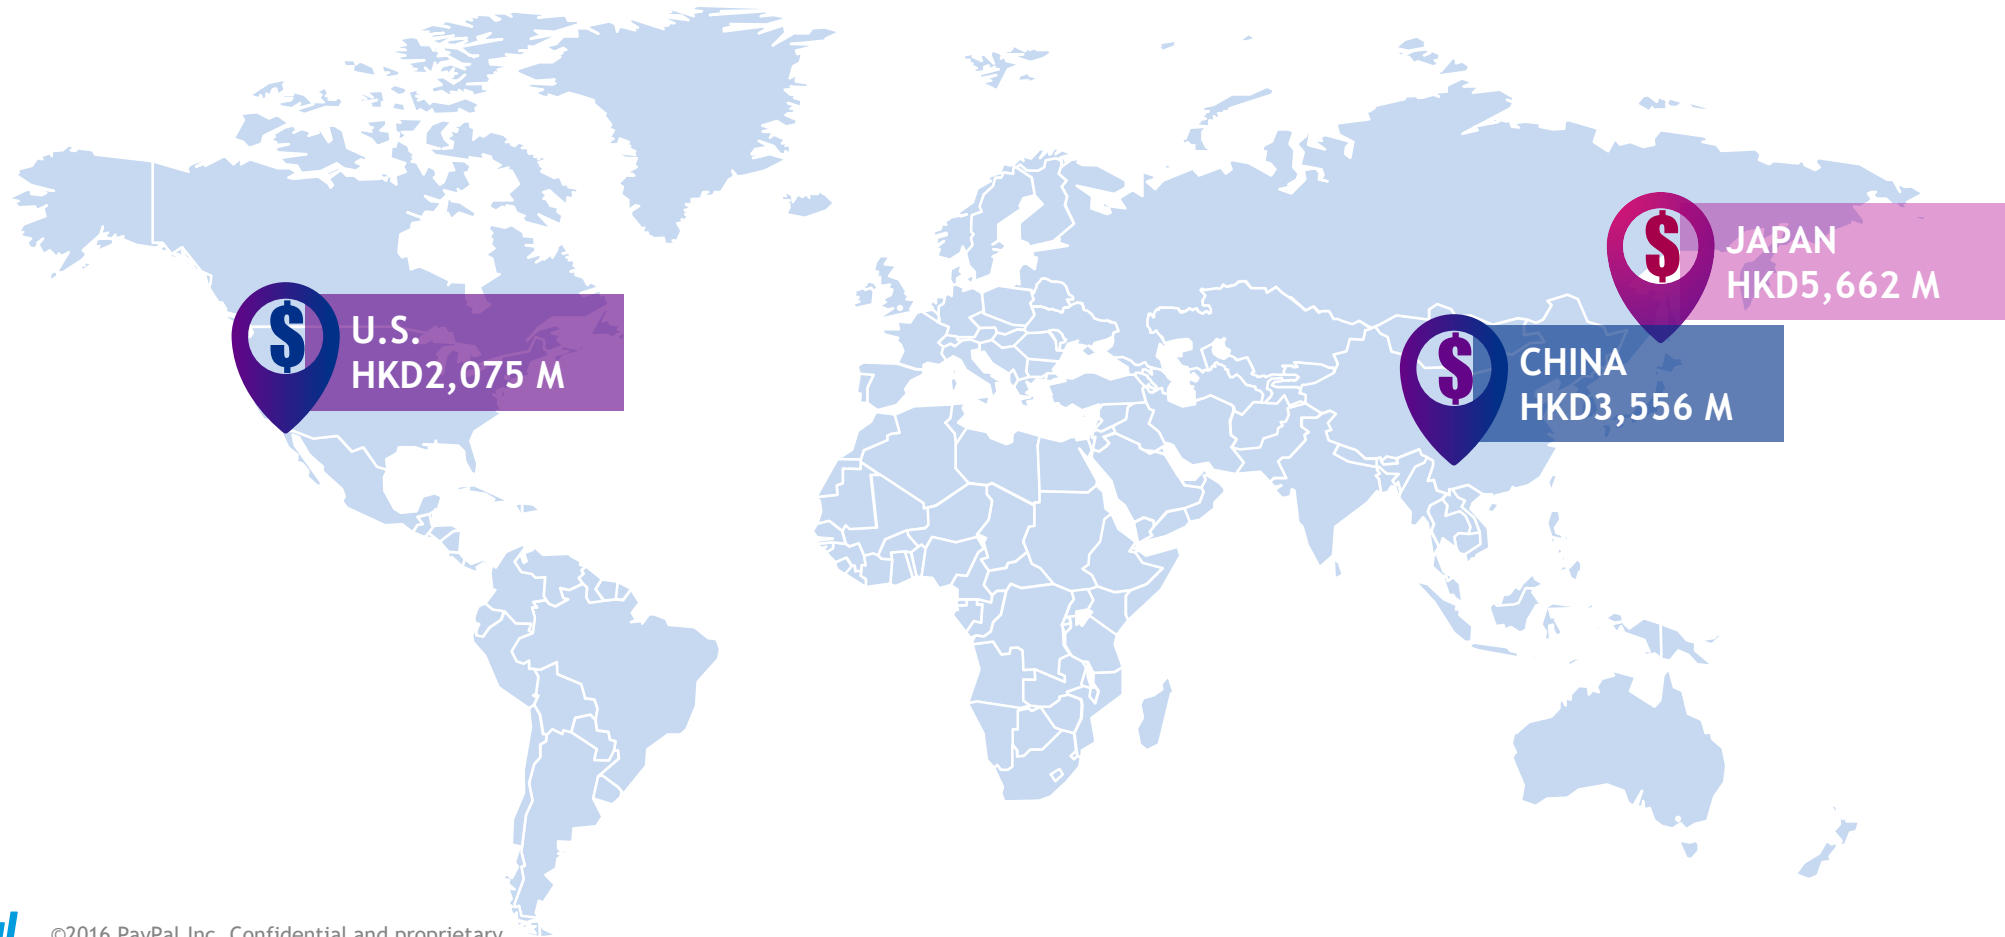 JAPAN
HKD5,662 M
U.S.
HKD2,075 M
CHINA
HKD3,556 M
©2016 PayPal Inc. Confidential and proprietary.